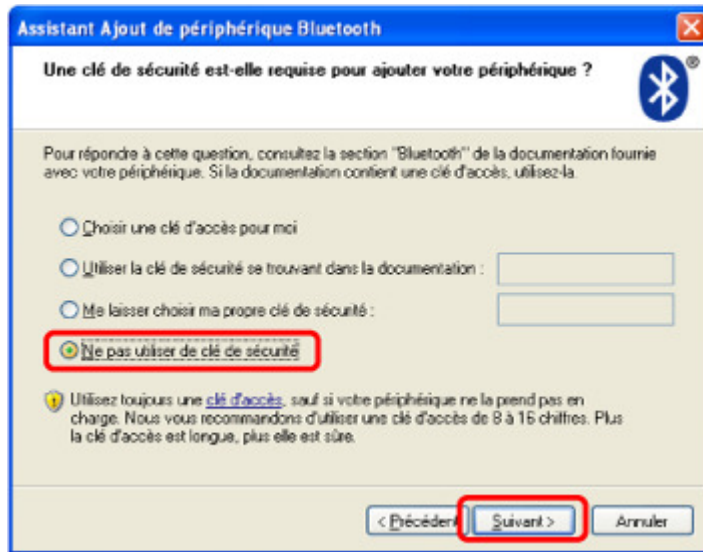 Assistant Ajout de périphérique Bluetooth
Une clé de sécurité est-elle requise pour ajouter votre périphérique ?
®
Pour répondre à cette question, consultez la section "Bluetooth" de la documentation fournie
avec votre périphérique. Si la documentation contient une clé d'accès, utilisez-la.
Choisir une clé d'accès pour moi
Utiliser la clé de sécurité se trouvant dans la documentation :
Me laisser choisir ma propre clé de sécurité :
Ne pas utiliser de clé de sécurité
Utilisez toujours une clé d'accès, sauf si votre périphérique ne la prend pas en
charge. Nous vous recommandons d'utiliser une clé d'accès de 8 à 16 chiffres. Plus
la clé d'accès est longue, plus elle est sûre.
< Précédent Suivant > Annuler